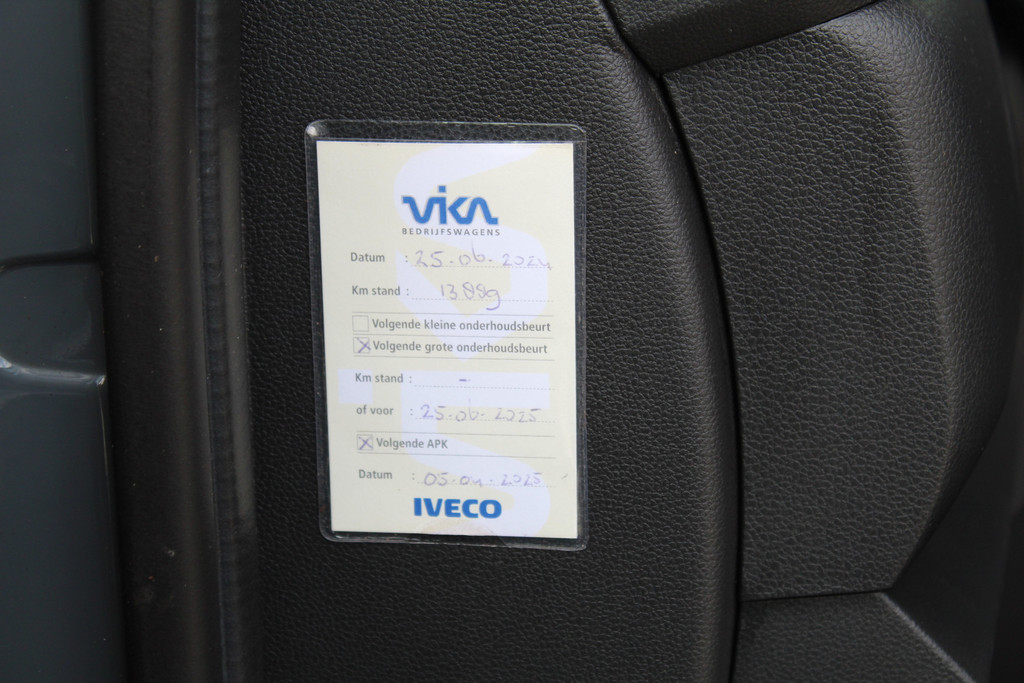 vika
BEDRIJFSWAGENS
Datum : 25-06-2024
Km stand :
Volgende kleine onderhoudsbeurt
Volgende grote onderhoudsbeurt
Km stand : -
of voor : 25-06-2025
Volgende APK
Datum : 05-04-2025
IVECO